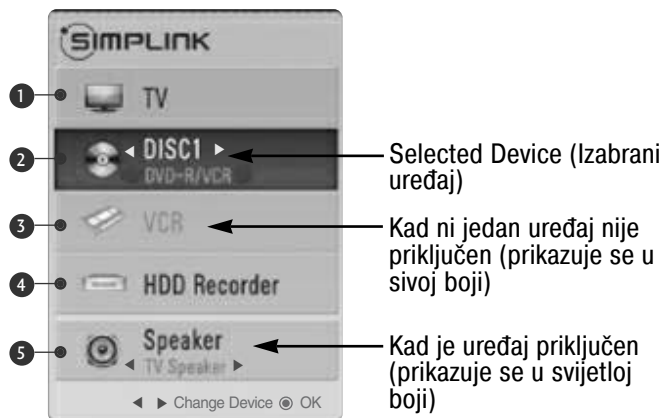 SIMPLINK
1 TV
2 DISC1
DVD-R/VCR
Selected Device (Izabrani
uređaj)
3 VCR
Kad ni jedan uređaj nije
priključen (prikazuje se u
sivoj boji)
4 HDD Recorder
5 Speaker
TV Speaker
Kad je uređaj priključen
(prikazuje se u svijetloj
boji)
◄ ► Change Device ◉ OK